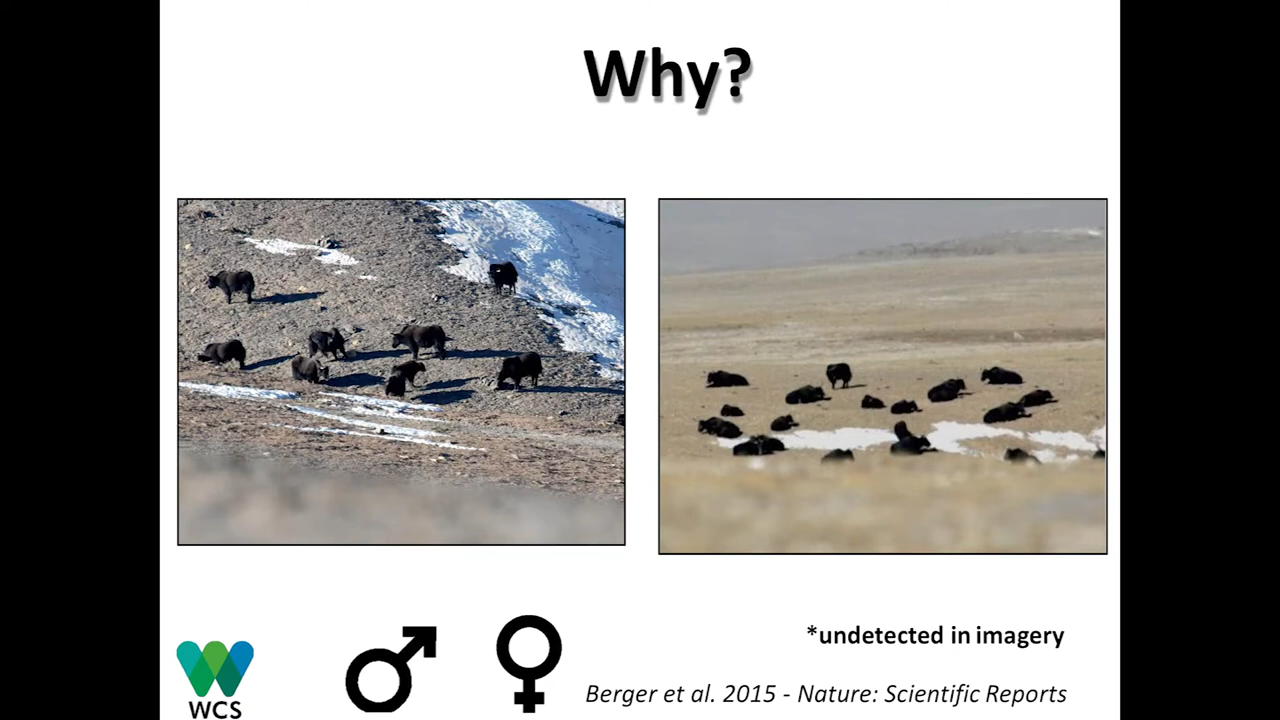 Why?
*undetected in imagery
Berger et al. 2015 - Nature: Scientific Reports
WCS